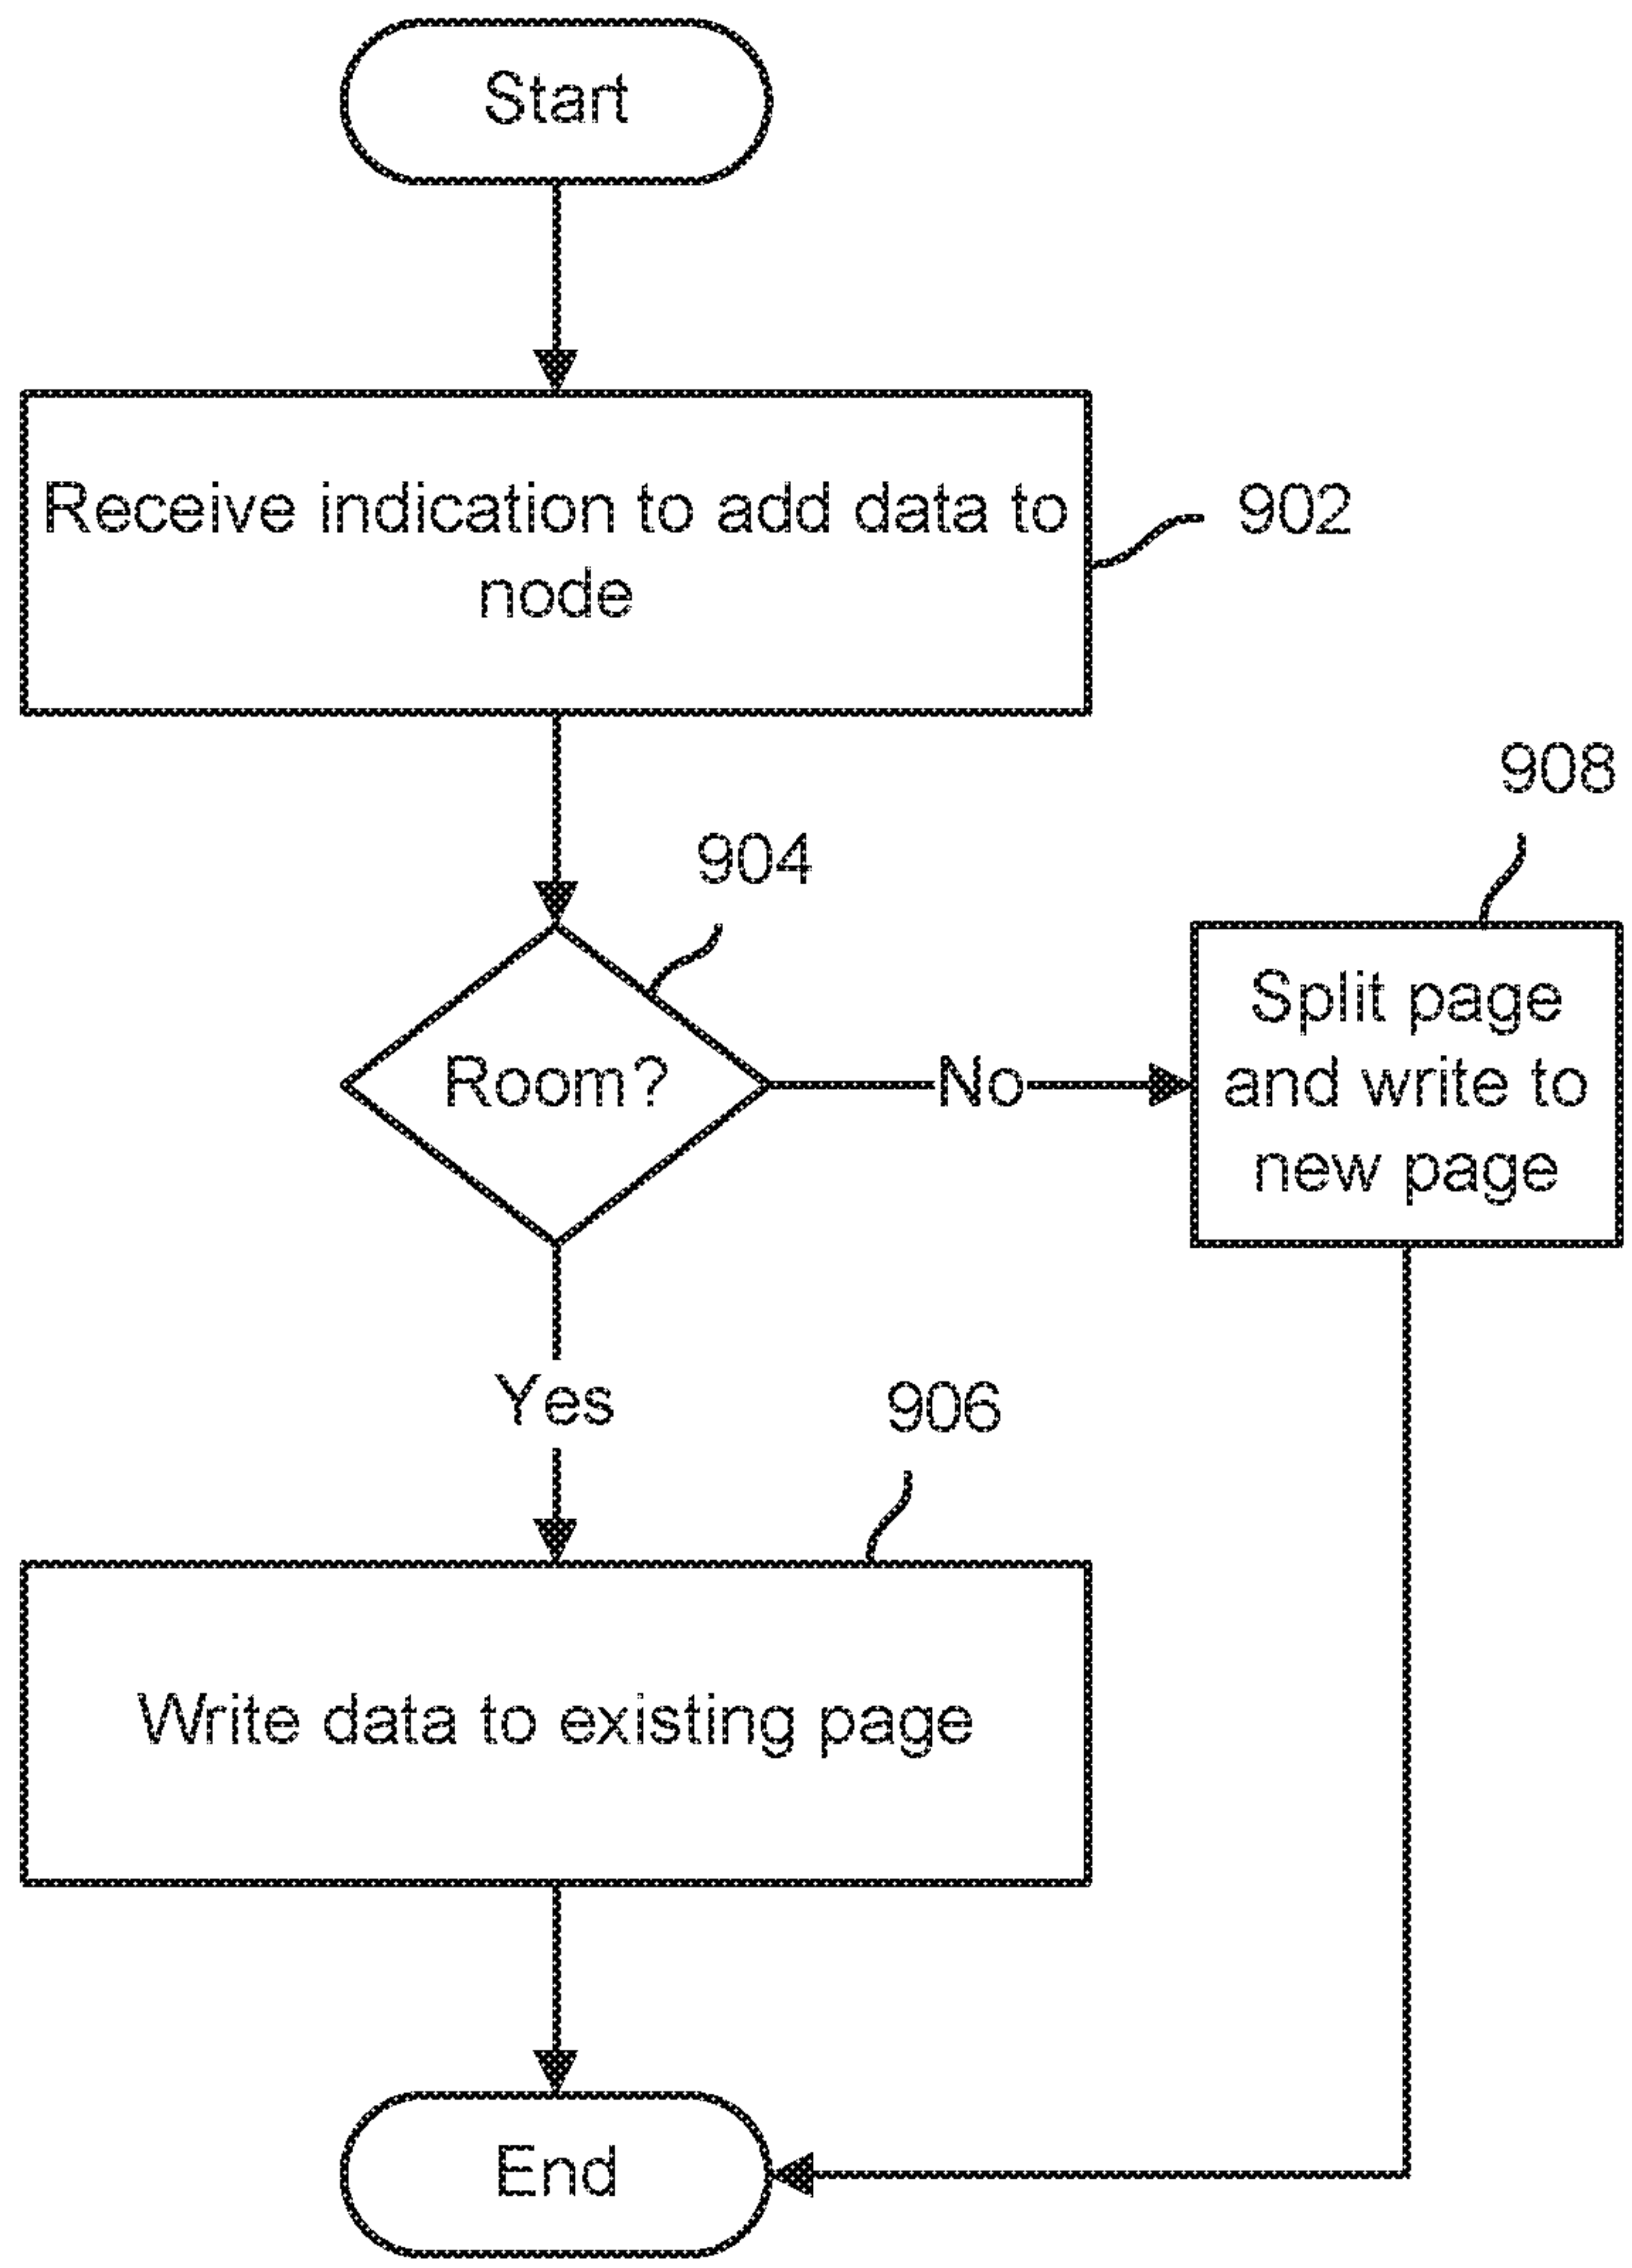 Start
Receive indication to add data to
node
902
904
908
Room?
No
Split page
and write to
new page
Yes
906
Write data to existing page
End